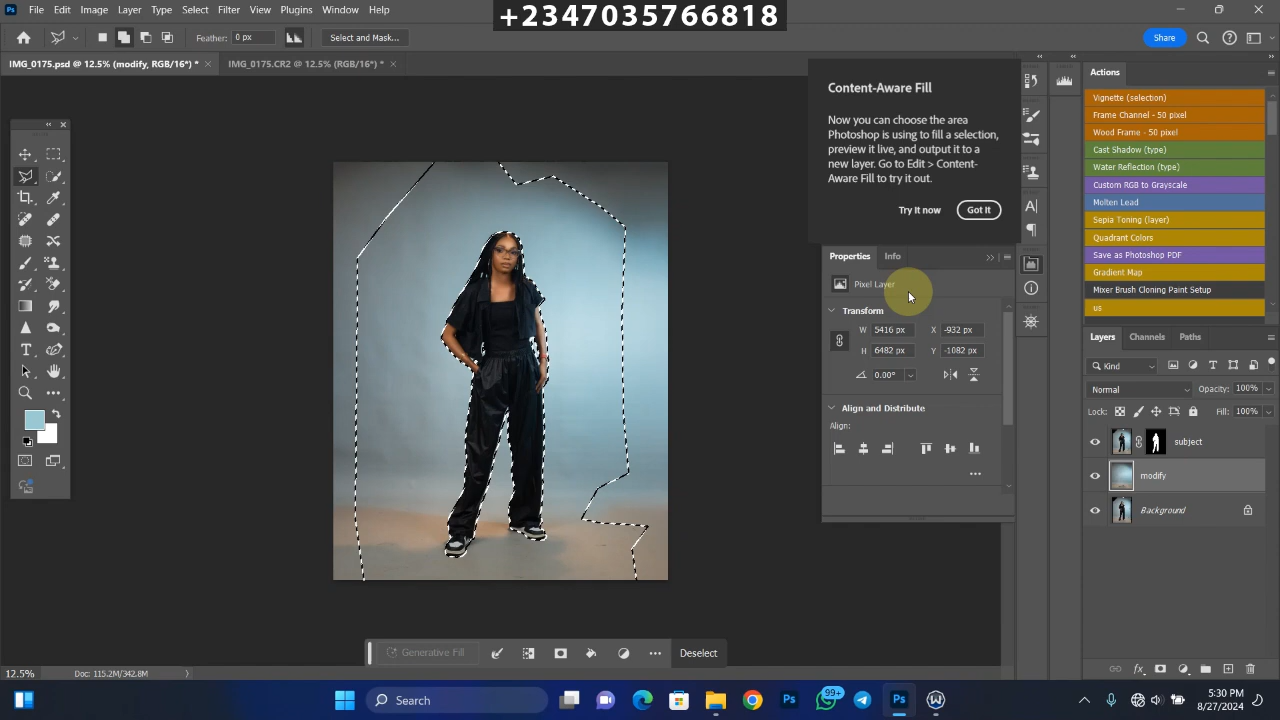 +2347035766818
Ps File Edit Image Layer Type Select Filter View Plugins Window Help
Feather: 0 px Select and Mask... Share
IMG_0175.psd @ 12.5% (modify, RGB/16*) * × IMG_0175.CR2 @ 12.5% (RGB/16*) * ×
Content-Aware Fill
Now you can choose the area
Photoshop is using to fill a selection,
preview it live, and output it to a
new layer. Go to Edit > Content-
Aware Fill to try it out.
Try it now Got It
Properties Info
Pixel Layer
Transform
W 5416 px X -932 px
H 6482 px Y -1082 px
0.00°
Align and Distribute
Align:
Actions
Vignette (selection)
Frame Channel - 50 pixel
Wood Frame - 50 pixel
Cast Shadow (type)
Water Reflection (type)
Custom RGB to Grayscale
Molten Lead
Sepia Toning (layer)
Quadrant Colors
Save as Photoshop PDF
Gradient Map
Mixer Brush Cloning Paint Setup
us
Layers Channels Paths
Kind
Normal Opacity: 100%
Lock: Fill: 100%
subject
modify
Background
Generative Fill Deselect
12.5% Doc: 115.2M/342.8M
Search Ps 99+ Ps 5:30 PM
8/27/2024